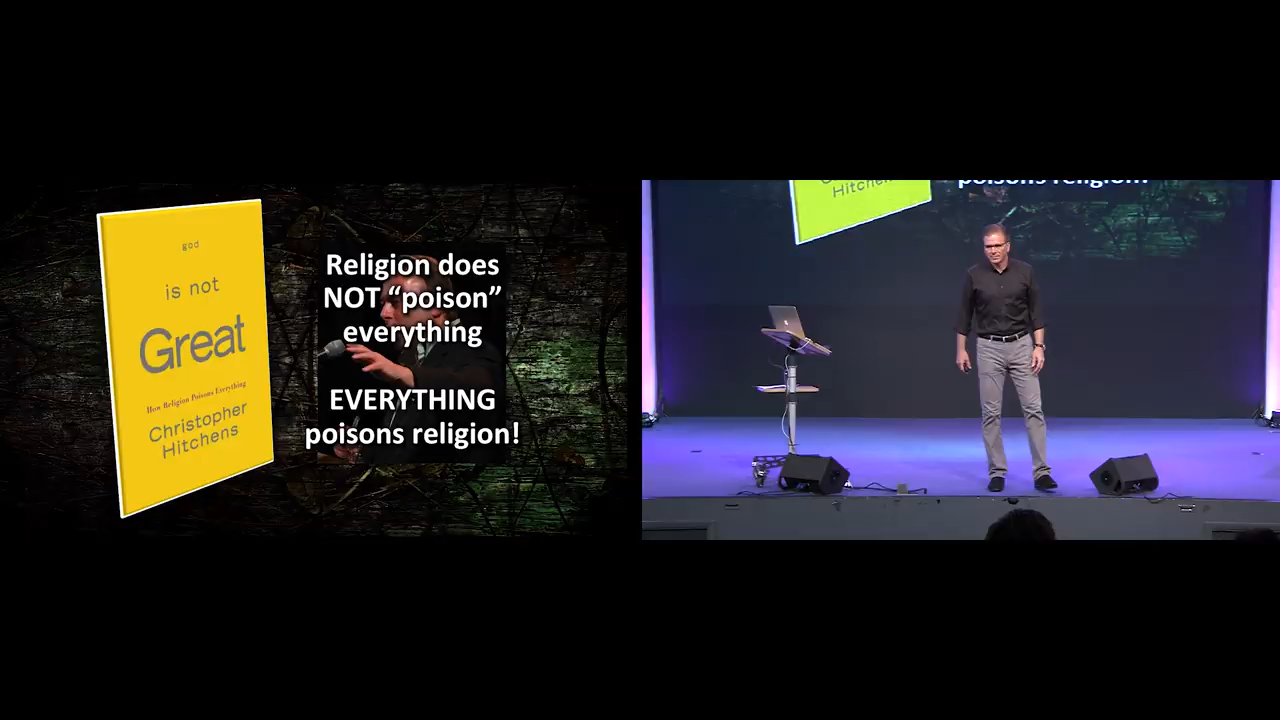 god
is not
Great
How Religion Poisons Everything
Christopher
Hitchens
Religion does
NOT “poison”
everything
EVERYTHING
poisons religion!
Hitchens
poisons religion!